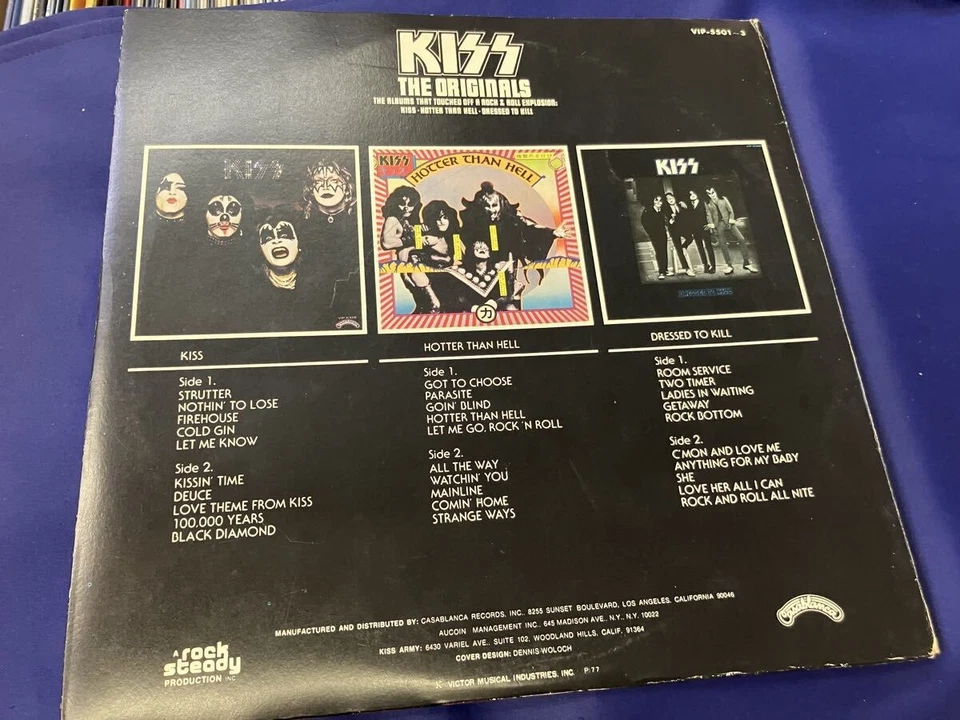 VIP-5501~3
KISS
THE ORIGINALS
THE ALBUMS THAT TOUCHED OFF A ROCK & ROLL EXPLOSION:
KISS · HOTTER THAN HELL · DRESSED TO KILL
KISS
Casablanca
KISS
HOTTER THAN HELL
力
KISS
DRESSED TO KILL
KISS
Side 1.
STRUTTER
NOTHIN' TO LOSE
FIREHOUSE
COLD GIN
LET ME KNOW
Side 2.
KISSIN' TIME
DEUCE
LOVE THEME FROM KISS
100,000 YEARS
BLACK DIAMOND
HOTTER THAN HELL
Side 1.
GOT TO CHOOSE
PARASITE
GOIN' BLIND
HOTTER THAN HELL
LET ME GO, ROCK 'N ROLL
Side 2.
ALL THE WAY
WATCHIN' YOU
MAINLINE
COMIN' HOME
STRANGE WAYS
DRESSED TO KILL
Side 1.
ROOM SERVICE
TWO TIMER
LADIES IN WAITING
GETAWAY
ROCK BOTTOM
Side 2.
C'MON AND LOVE ME
ANYTHING FOR MY BABY
SHE
LOVE HER ALL I CAN
ROCK AND ROLL ALL NITE
MANUFACTURED AND DISTRIBUTED BY: CASABLANCA RECORDS, INC., 8255 SUNSET BOULEVARD, LOS ANGELES, CALIFORNIA 90046
AUCOIN MANAGEMENT INC., 645 MADISON AVE., N.Y., N.Y. 10022
KISS ARMY: 6430 VARIEL AVE., SUITE 102, WOODLAND HILLS, CALIF. 91364
COVER DESIGN: DENNIS WOLOCH
A rock
steady
PRODUCTION INC
VICTOR MUSICAL INDUSTRIES, INC. P '77
Casablanca